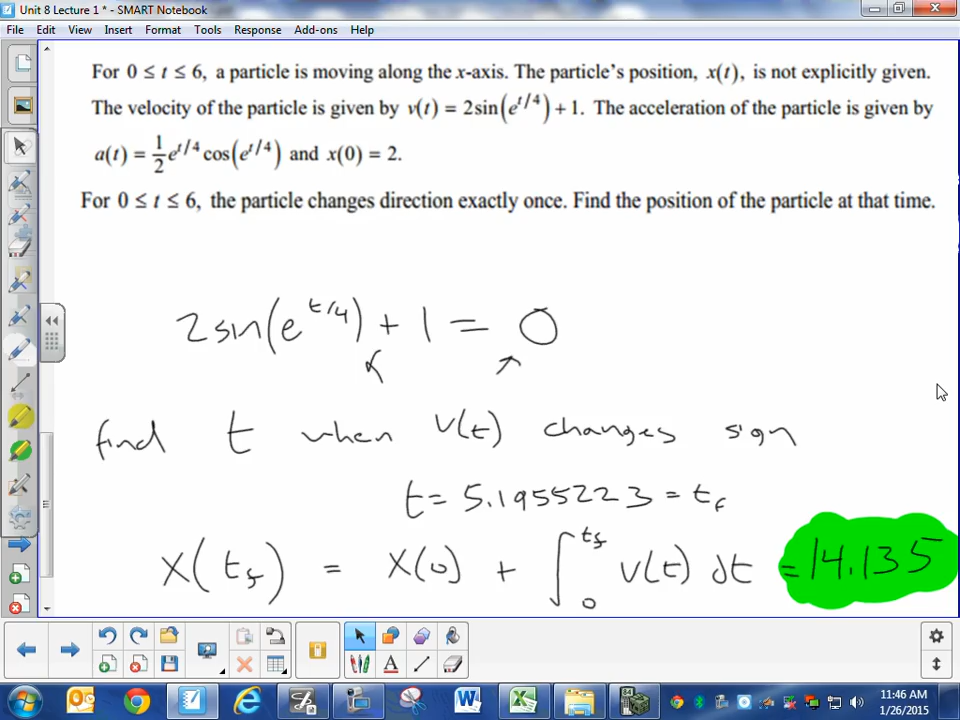 Unit 8 Lecture 1 * - SMART Notebook
File Edit View Insert Format Tools Response Add-ons Help
For 0 ≤ t ≤ 6, a particle is moving along the x-axis. The particle's position, x(t), is not explicitly given.
The velocity of the particle is given by v(t) = 2sin(e^{t/4}) + 1. The acceleration of the particle is given by
a(t) = 1/2 e^{t/4} cos(e^{t/4}) and x(0) = 2.
For 0 ≤ t ≤ 6, the particle changes direction exactly once. Find the position of the particle at that time.
2sin(e^{t/4}) + 1 = 0
find t when v(t) changes sign
t = 5.1955223 = t_f
X(t_f) = X(0) + ∫_0^{t_f} v(t) dt = 14.135
A
11:46 AM
1/26/2015